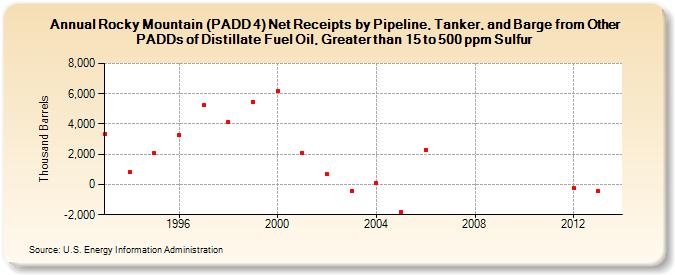 Annual Rocky Mountain (PADD 4) Net Receipts by Pipeline, Tanker, and Barge from Other
PADDs of Distillate Fuel Oil, Greater than 15 to 500 ppm Sulfur
Thousand Barrels
8,000
6,000
4,000
2,000
0
-2,000
1996
2000
2004
2008
2012
Source: U.S. Energy Information Administration